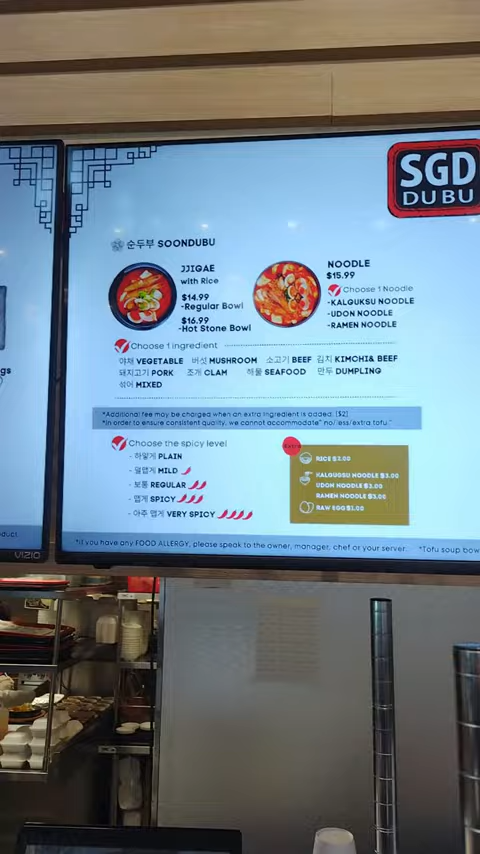 SGD
DUBU
순두부 SOONDUBU
JJIGAE
with Rice
$14.99
-Regular Bowl
$16.99
-Hot Stone Bowl
NOODLE
$15.99
Choose 1 Noodle
-KALGUKSU NOODLE
-UDON NOODLE
-RAMEN NOODLE
gs
Choose 1 ingredient
야채 VEGETABLE 버섯 MUSHROOM 소고기 BEEF 김치 KIMCHI& BEEF
돼지고기 PORK 조개 CLAM 해물 SEAFOOD 만두 DUMPLING
섞어 MIXED
*Additional fee may be charged when an extra ingredient is added. [$2]
*In order to ensure consistent quality, we cannot accommodate" no/less/extra tofu."
Choose the spicy level
- 하얗게 PLAIN
- 덜맵게 MILD
- 보통 REGULAR
- 맵게 SPICY
- 아주 맵게 VERY SPICY
Extra
RICE $3.00
KALGUGSU NOODLE $3.00
UDON NOODLE $3.00
RAMEN NOODLE $3.00
RAW EGG $1.00
oduct.
*If you have any FOOD ALLERGY, please speak to the owner, manager, chef or your server. *Tofu soup bow
VIZIO